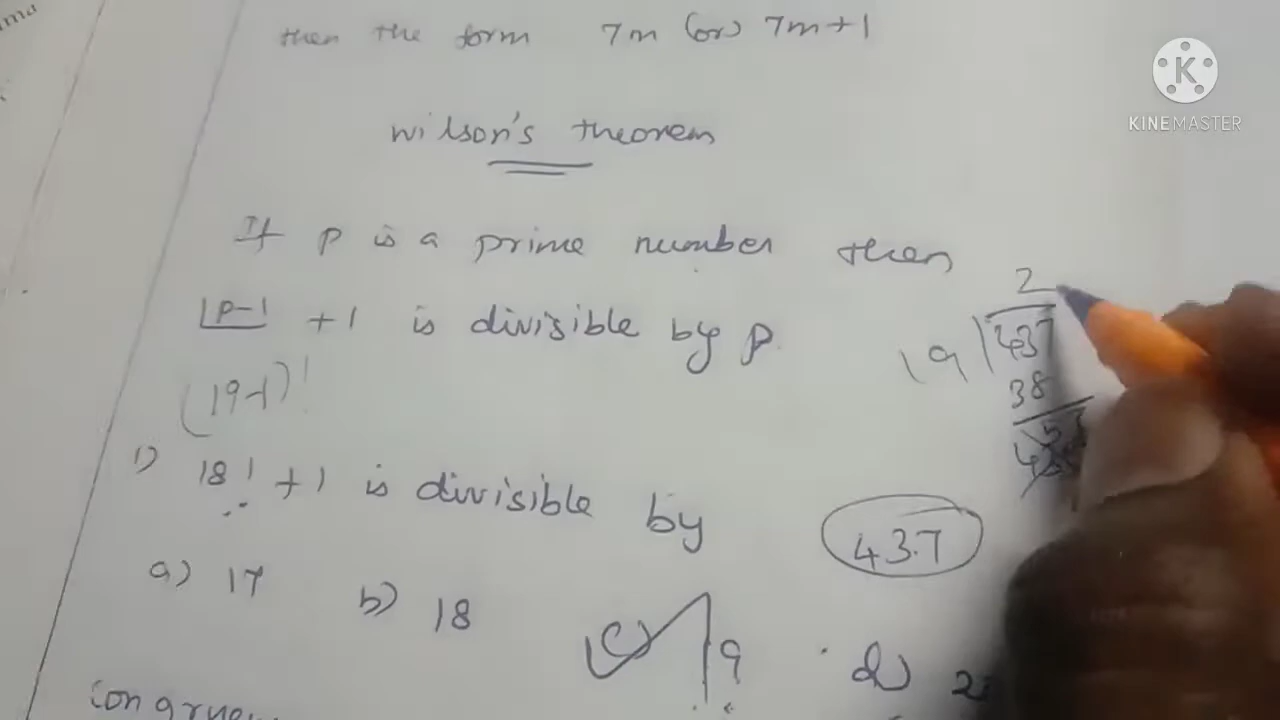 then the form 7m (or) 7m+1
KINEMASTER
Wilson's theorem
If p is a prime number then
|p-1 +1 is divisible by p.
(19-1)!
2
19) 437
38
5
1) 18! +1 is divisible by
437
a) 17 b) 18 c) 19 d)